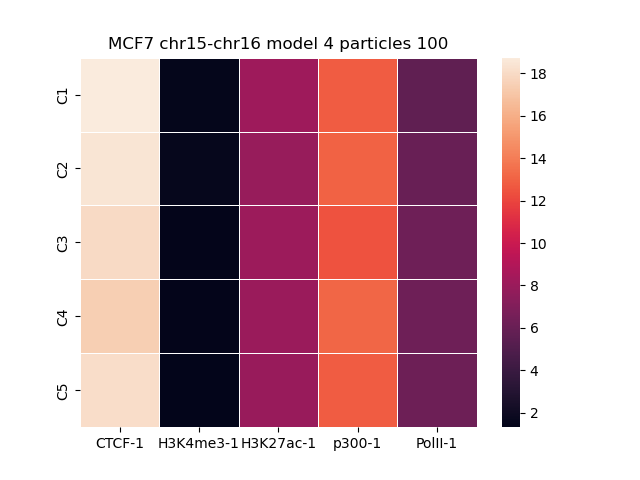 MCF7 chr15-chr16 model 4 particles 100
C1
C2
C3
C4
C5
CTCF-1 H3K4me3-1 H3K27ac-1 p300-1 PolII-1
18
16
14
12
10
8
6
4
2